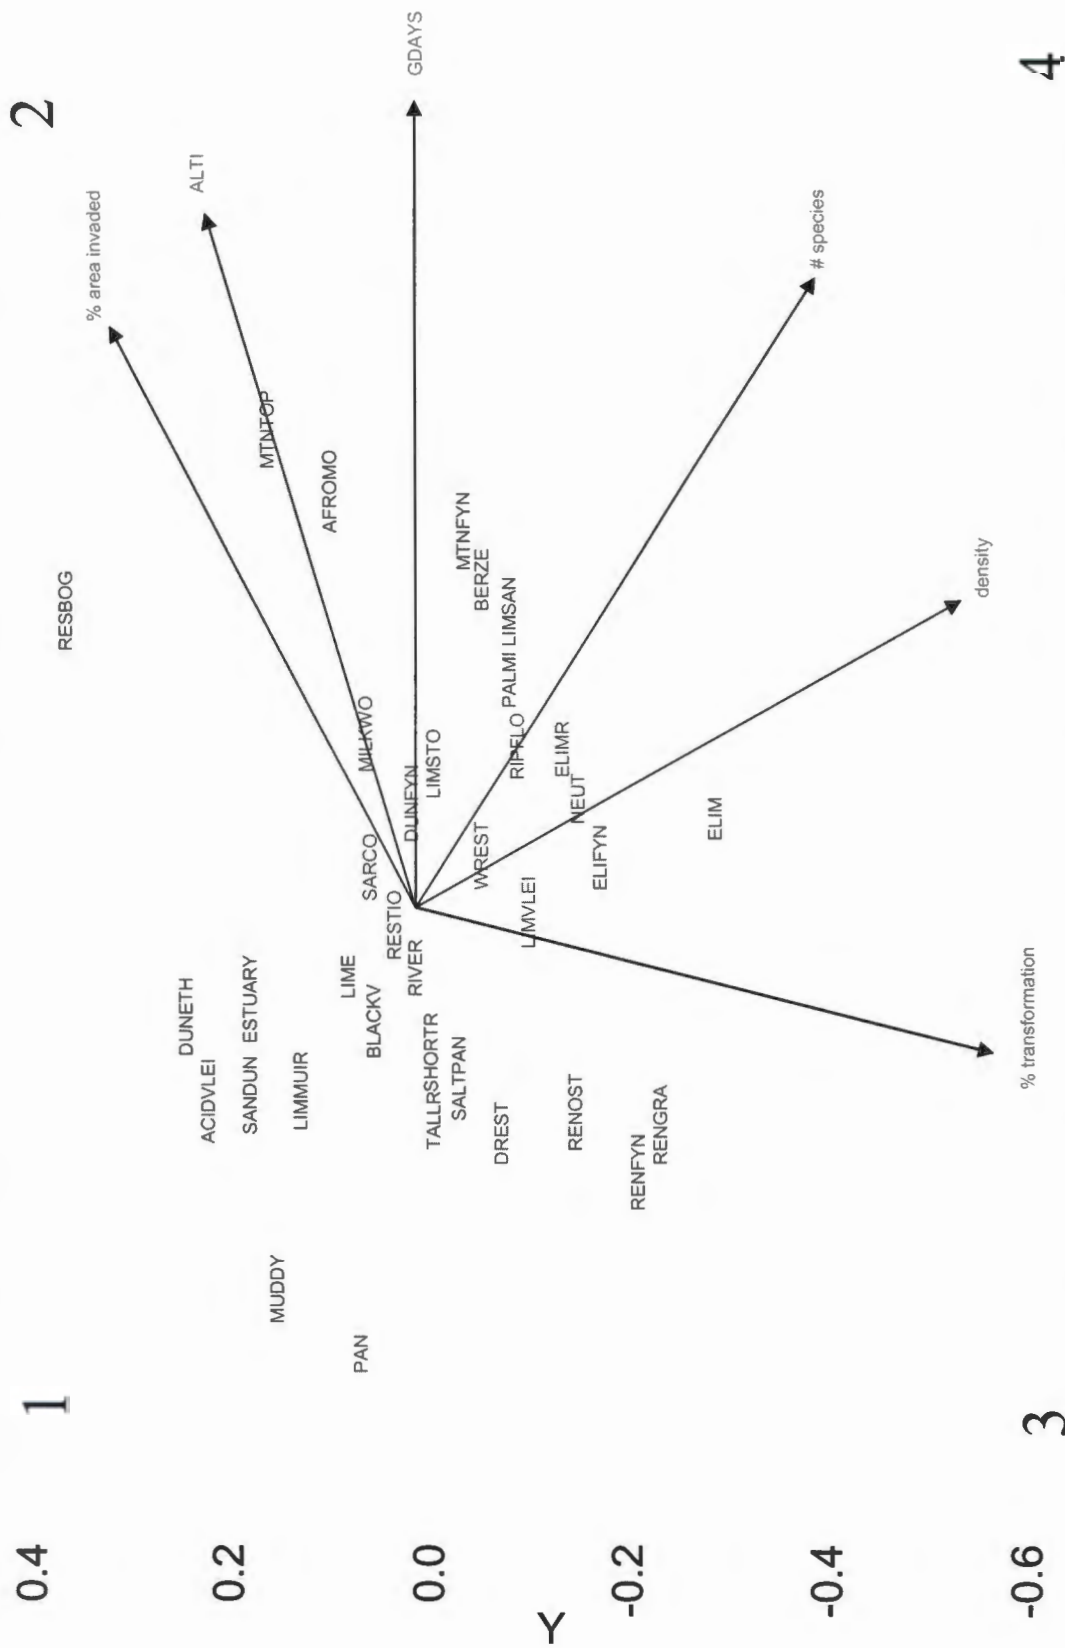 1
2
0.4
RESBOG
% area invaded
DUNETH
ACIDVLEI
ALTI
0.2
SANDUN
ESTUARY
MTNTOP
MUDDY
LIMMUIR
AFROMO
PAN
LIME
BLACKV
SARCO
MILKWO
RESTIO
0.0
RIVER
DUNFYN
GDAYS
TALLRSHORTR
LIMSTO
SALTPAN
MTNFYN
WREST
BERZE
DREST
PALMI LIMSAN
LIMVLEI
RIPFLO
Y
RENOST
ELIMR
NEUT
ELIFYN
-0.2
RENFYN
RENGRA
ELIM
-0.4
# species
density
-0.6
% transformation
3
4